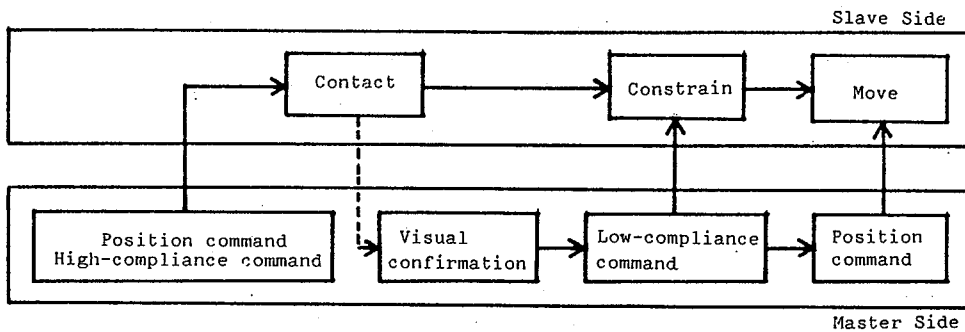 Slave Side
Contact
Constrain
Move
Position command
High-compliance command
Visual
confirmation
Low-compliance
command
Position
command
Master Side